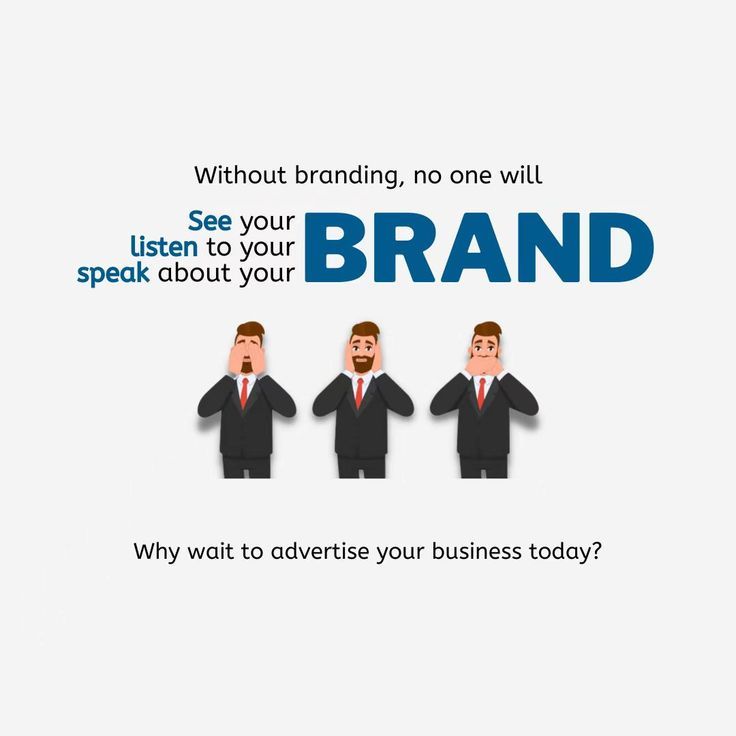 Without branding, no one will
See your
listen to your
speak about your
BRAND
Why wait to advertise your business today?